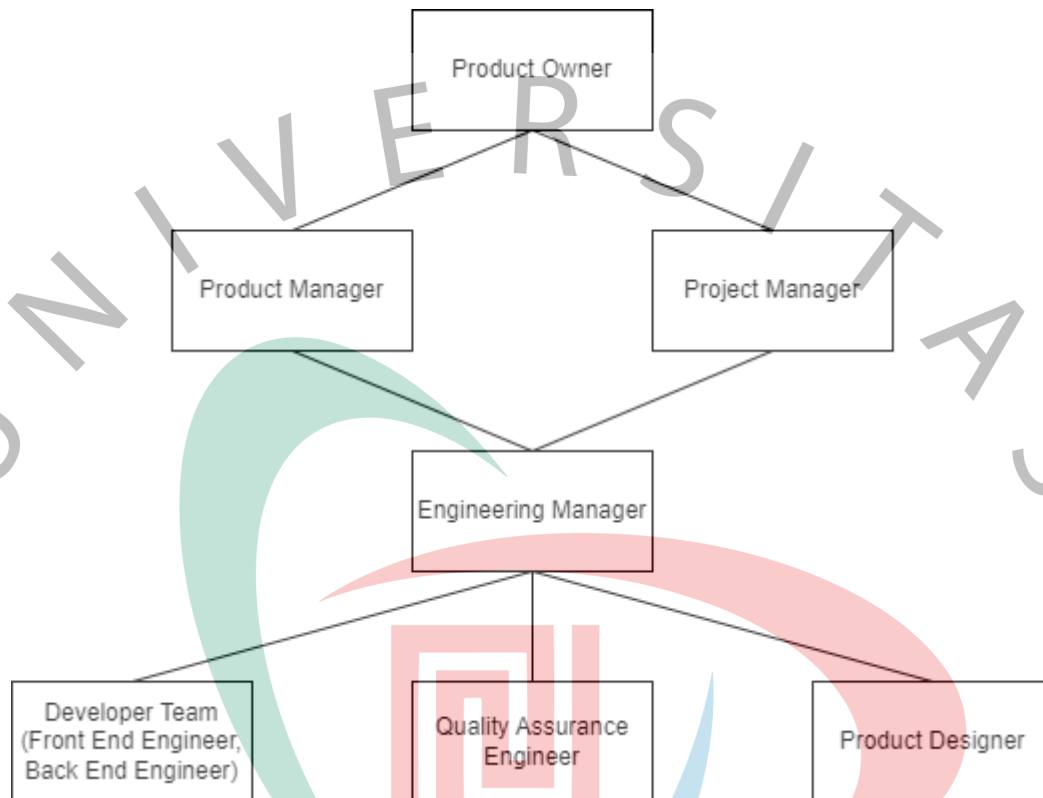 Product Owner
UNIVERSITAS
Product Manager
Project Manager
Engineering Manager
Developer Team
(Front End Engineer,
Back End Engineer)
Quality Assurance
Engineer
Product Designer